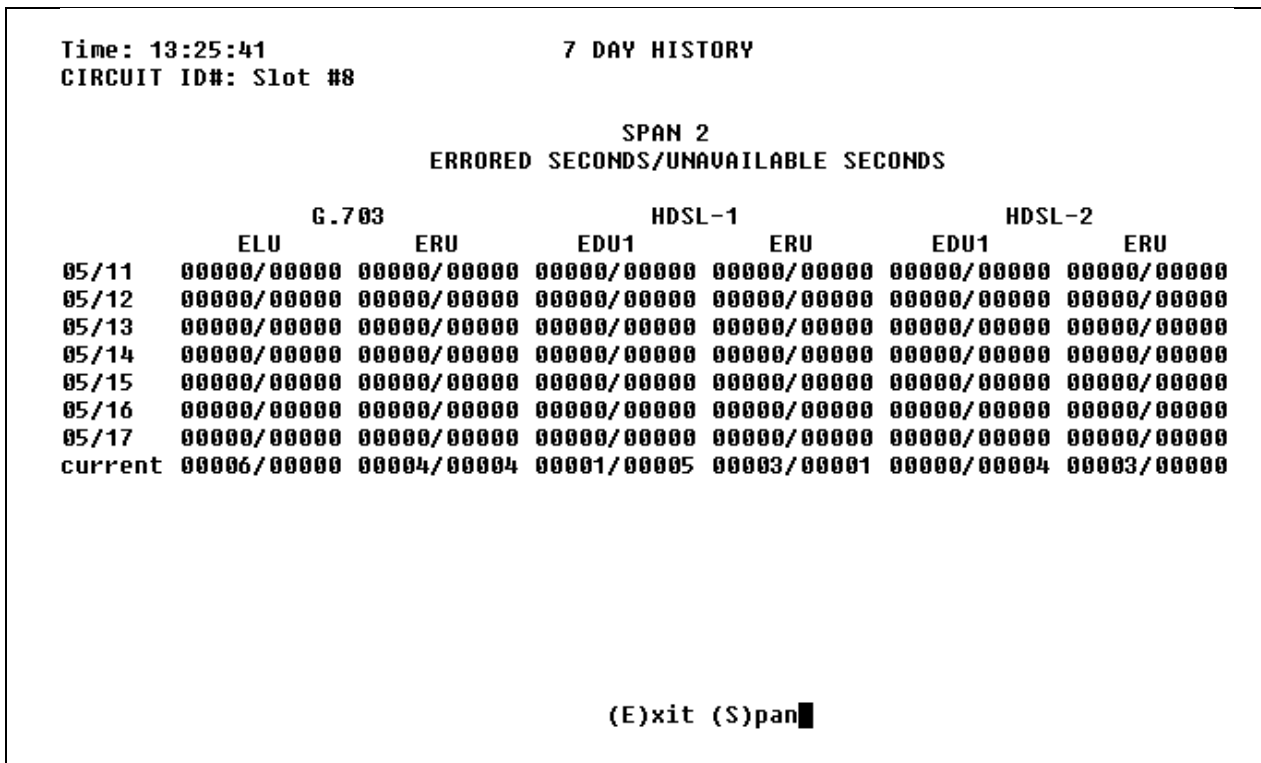 Time: 13:25:41 7 DAY HISTORY
CIRCUIT ID#: Slot #8
SPAN 2
ERRORED SECONDS/UNAVAILABLE SECONDS
G.703 HDSL-1 HDSL-2
ELU ERU EDU1 ERU EDU1 ERU
05/11 00000/00000 00000/00000 00000/00000 00000/00000 00000/00000 00000/00000
05/12 00000/00000 00000/00000 00000/00000 00000/00000 00000/00000 00000/00000
05/13 00000/00000 00000/00000 00000/00000 00000/00000 00000/00000 00000/00000
05/14 00000/00000 00000/00000 00000/00000 00000/00000 00000/00000 00000/00000
05/15 00000/00000 00000/00000 00000/00000 00000/00000 00000/00000 00000/00000
05/16 00000/00000 00000/00000 00000/00000 00000/00000 00000/00000 00000/00000
05/17 00000/00000 00000/00000 00000/00000 00000/00000 00000/00000 00000/00000
current 00006/00000 00004/00004 00001/00005 00003/00001 00000/00004 00003/00000
(E)xit (S)pan